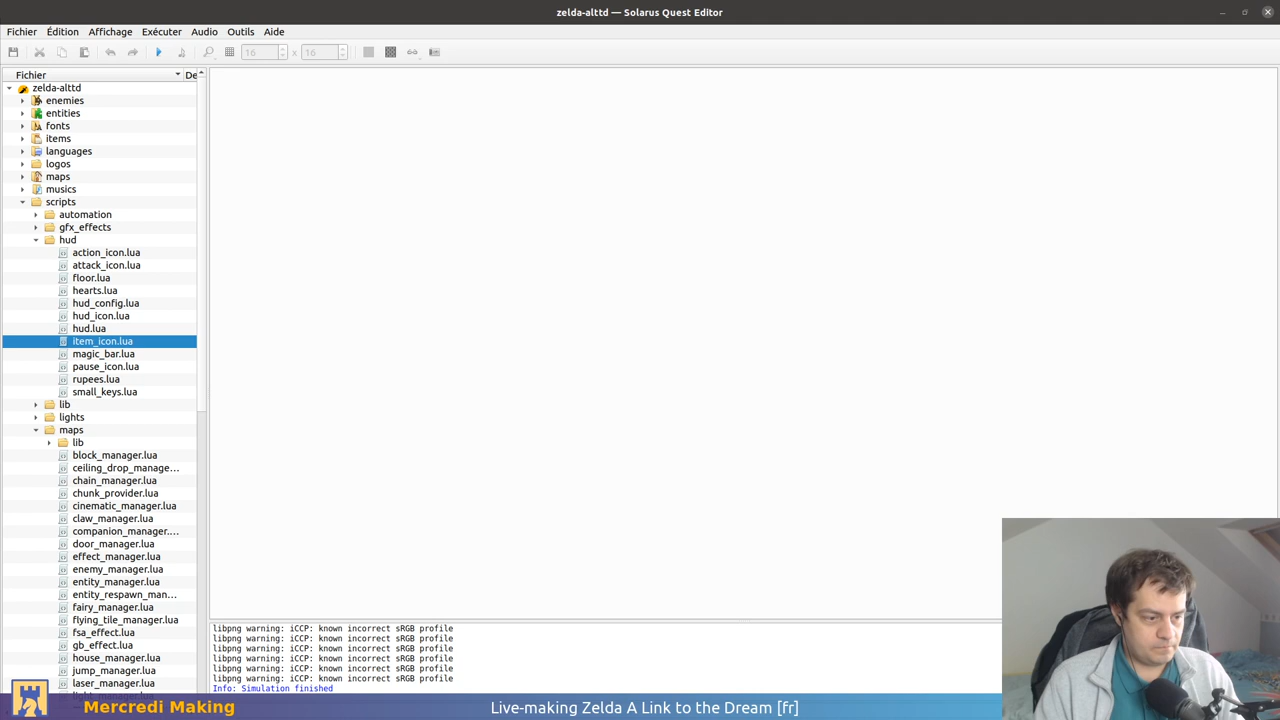 zelda-alttd — Solarus Quest Editor
Fichier Édition Affichage Exécuter Audio Outils Aide
16 x 16
Fichier De
zelda-alttd
enemies
entities
fonts
items
languages
logos
maps
musics
scripts
automation
gfx_effects
hud
action_icon.lua
attack_icon.lua
floor.lua
hearts.lua
hud_config.lua
hud_icon.lua
hud.lua
item_icon.lua
magic_bar.lua
pause_icon.lua
rupees.lua
small_keys.lua
lib
lights
maps
lib
block_manager.lua
ceiling_drop_manage…
chain_manager.lua
chunk_provider.lua
cinematic_manager.lua
claw_manager.lua
companion_manager.…
door_manager.lua
effect_manager.lua
enemy_manager.lua
entity_manager.lua
entity_respawn_man…
fairy_manager.lua
flying_tile_manager.lua
fsa_effect.lua
gb_effect.lua
house_manager.lua
jump_manager.lua
laser_manager.lua
libpng warning: iCCP: known incorrect sRGB profile
libpng warning: iCCP: known incorrect sRGB profile
libpng warning: iCCP: known incorrect sRGB profile
libpng warning: iCCP: known incorrect sRGB profile
libpng warning: iCCP: known incorrect sRGB profile
libpng warning: iCCP: known incorrect sRGB profile
Info: Simulation finished
Mercredi Making
Live-making Zelda A Link to the Dream [fr]